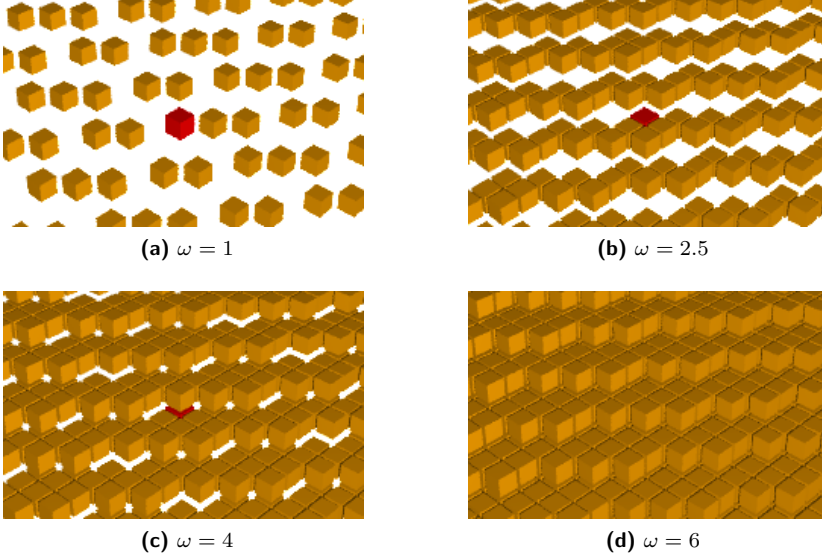 (a) ω = 1
(b) ω = 2.5
(c) ω = 4
(d) ω = 6